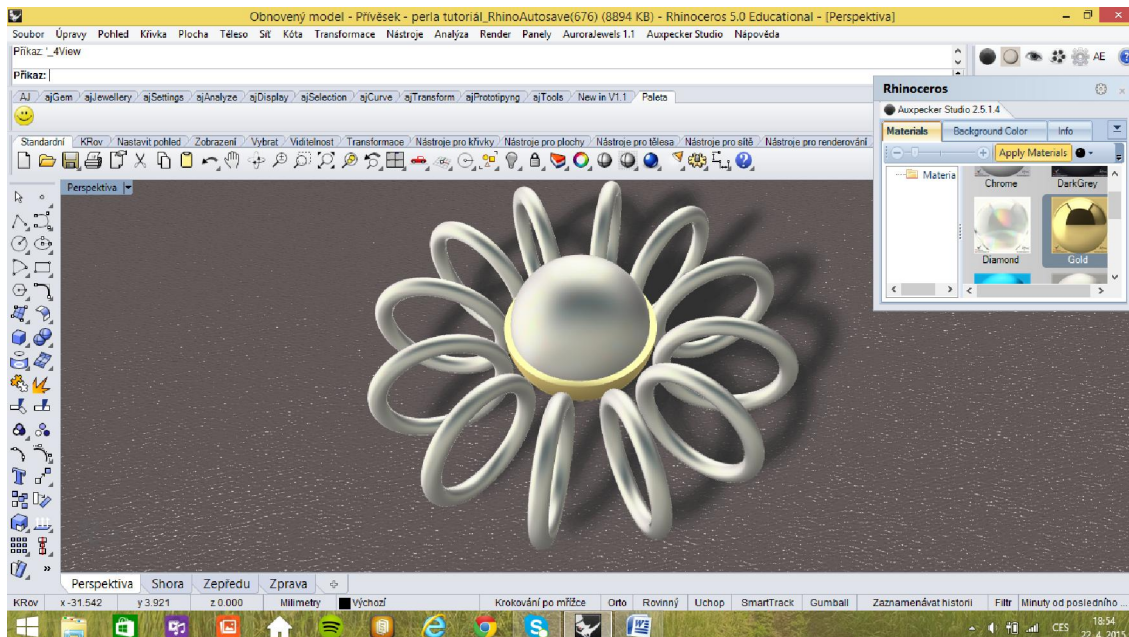 Obnovený model - Přívěsek - perla tutoriál_RhinoAutosave(676) (8894 KB) - Rhinoceros 5.0 Educational - [Perspektiva]
Soubor Úpravy Pohled Křivka Plocha Těleso Síť Kóta Transformace Nástroje Analýza Render Panely AuroraJewels 1.1 Auxpecker Studio Nápověda
Příkaz: '_4View
Příkaz:
AE
AJ ajGem ajJewellery ajSettings ajAnalyze ajDisplay ajSelection ajCurve ajTransform ajPrototipyng ajTools New in V1.1 Paleta
Standardní KRov Nastavit pohled Zobrazení Vybrat Viditelnost Transformace Nástroje pro křivky Nástroje pro plochy Nástroje pro tělesa Nástroje pro sítě Nástroje pro renderování
Rhinoceros
Auxpecker Studio 2.5.1.4
Materials Background Color Info
Apply Materials
Materia
Chrome DarkGrey
Diamond Gold
Perspektiva
Perspektiva Shora Zepředu Zprava
KRov x -31.542 y 3.921 z 0.000 Milimetry Výchozí Krokování po mřížce Orto Rovinný Uchop SmartTrack Gumball Zaznamenávat historii Filtr Minuty od posledního ...
CES 18:54
22. 4. 2015